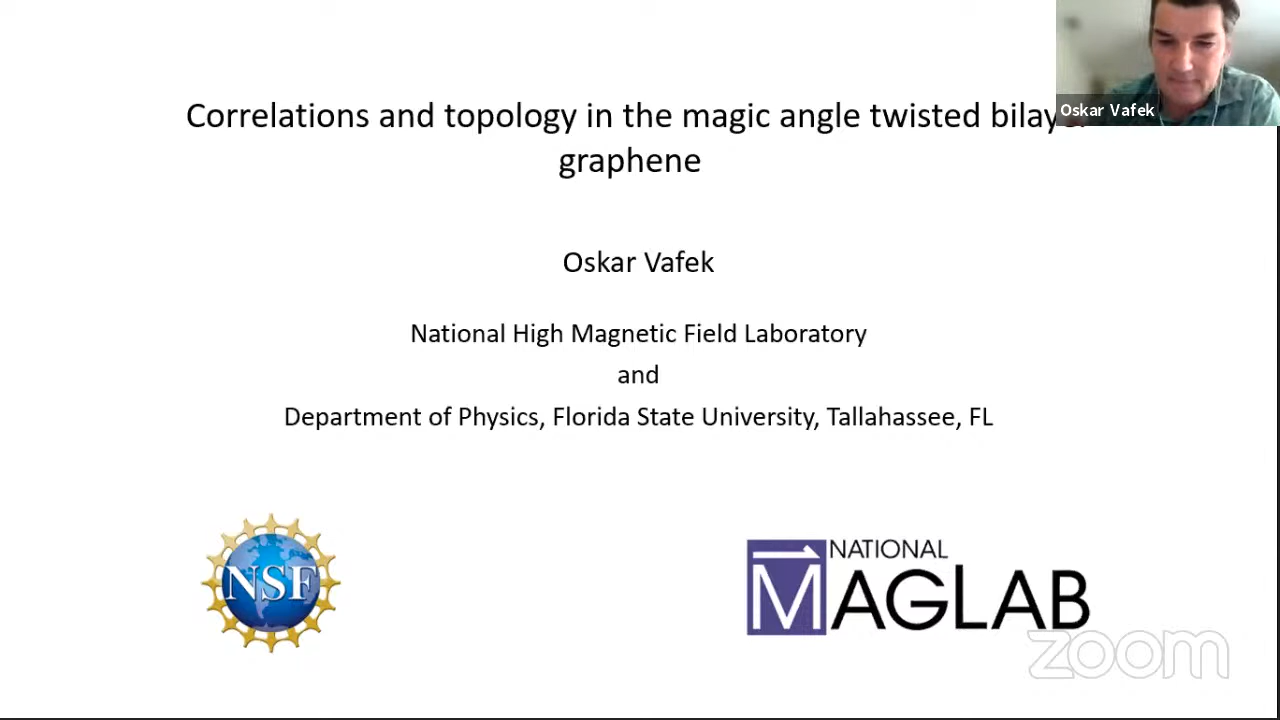 Correlations and topology in the magic angle twisted bilayer
graphene
Oskar Vafek
Oskar Vafek
National High Magnetic Field Laboratory
and
Department of Physics, Florida State University, Tallahassee, FL
NSF
NATIONAL
MAGLAB
zoom